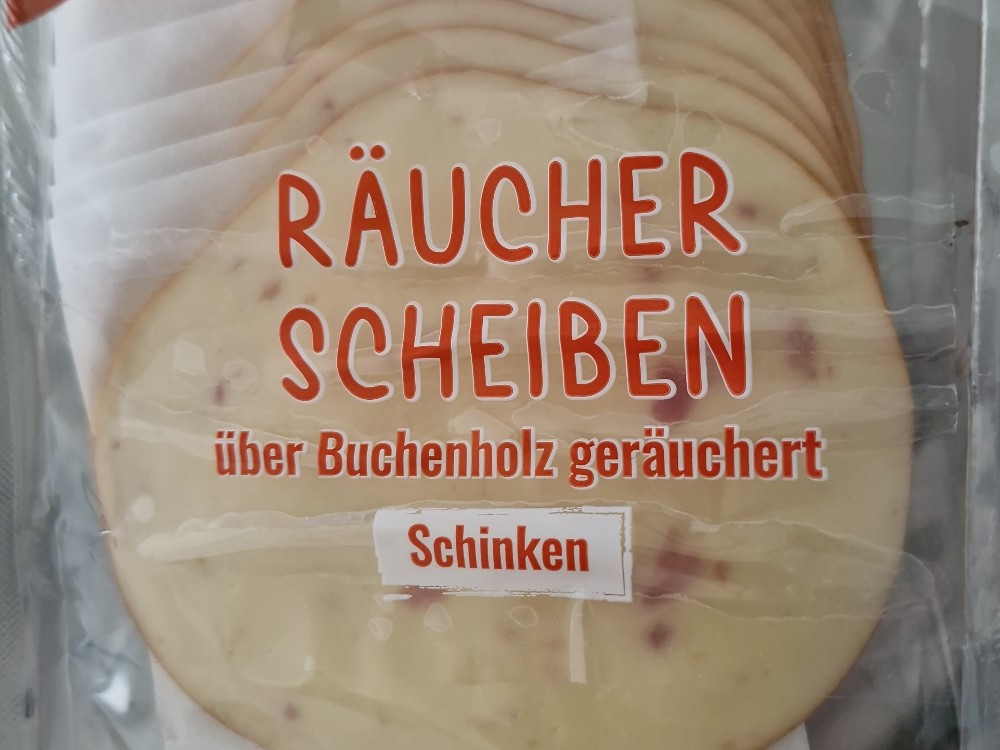 RÄUCHER
SCHEIBEN
über Buchenholz geräuchert
Schinken